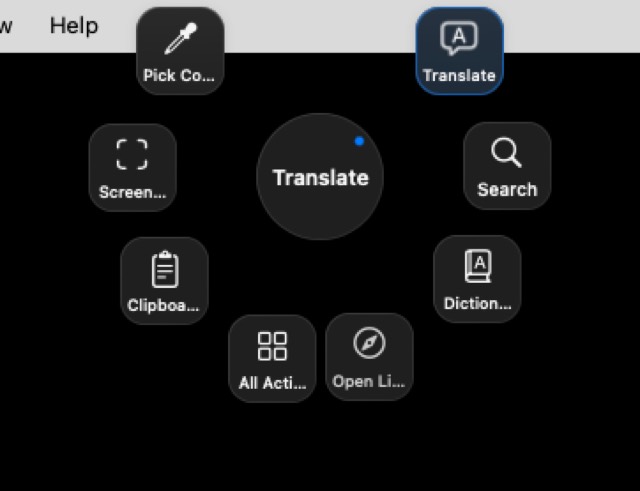 w
Help
Pick Co...
Translate
Screen...
Translate
Search
Clipboa...
Diction...
All Acti...
Open Li...